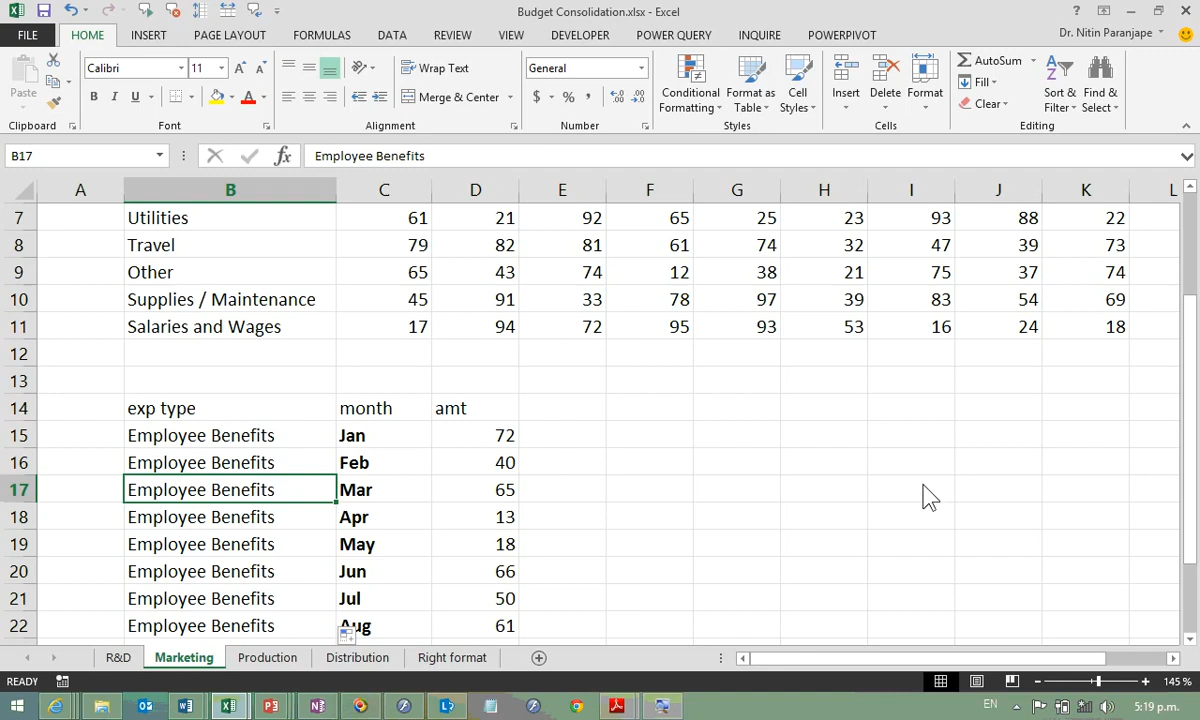 Budget Consolidation.xlsx - Excel
?
FILE HOME INSERT PAGE LAYOUT FORMULAS DATA REVIEW VIEW DEVELOPER POWER QUERY INQUIRE POWERPIVOT Dr. Nitin Paranjape
Paste
Calibri 11
B I U
Wrap Text
Merge & Center
General
$ % ,
Conditional Formatting
Format as Table
Cell Styles
Insert
Delete
Format
AutoSum
Fill
Clear
Sort & Filter
Find & Select
Clipboard Font Alignment Number Styles Cells Editing
B17 fx Employee Benefits
A B C D E F G H I J K L
7 Utilities 61 21 92 65 25 23 93 88 22
8 Travel 79 82 81 61 74 32 47 39 73
9 Other 65 43 74 12 38 21 75 37 74
10 Supplies / Maintenance 45 91 33 78 97 39 83 54 69
11 Salaries and Wages 17 94 72 95 93 53 16 24 18
12
13
14 exp type month amt
15 Employee Benefits Jan 72
16 Employee Benefits Feb 40
17 Employee Benefits Mar 65
18 Employee Benefits Apr 13
19 Employee Benefits May 18
20 Employee Benefits Jun 66
21 Employee Benefits Jul 50
22 Employee Benefits Aug 61
R&D Marketing Production Distribution Right format
READY 145 %
EN 5:19 p.m.